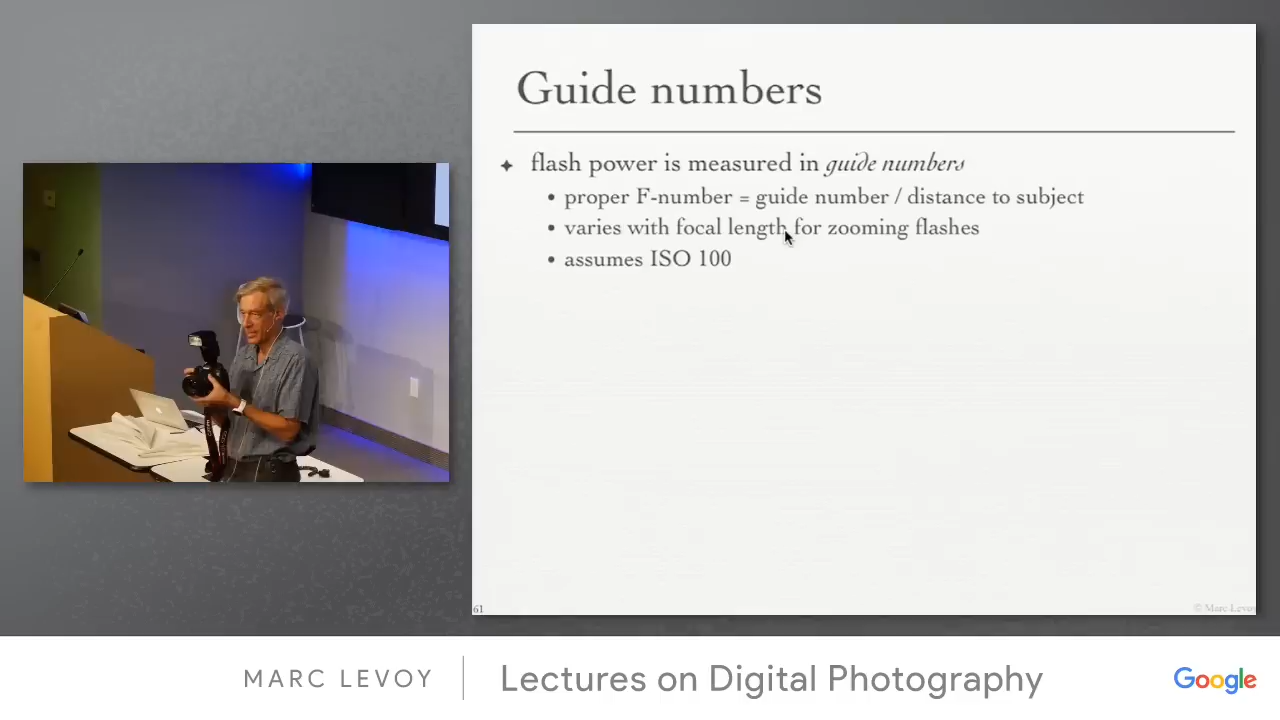 Guide numbers
✦ flash power is measured in guide numbers
• proper F-number = guide number / distance to subject
• varies with focal length for zooming flashes
• assumes ISO 100
61
© Marc Levoy
MARC LEVOY
Lectures on Digital Photography
Google